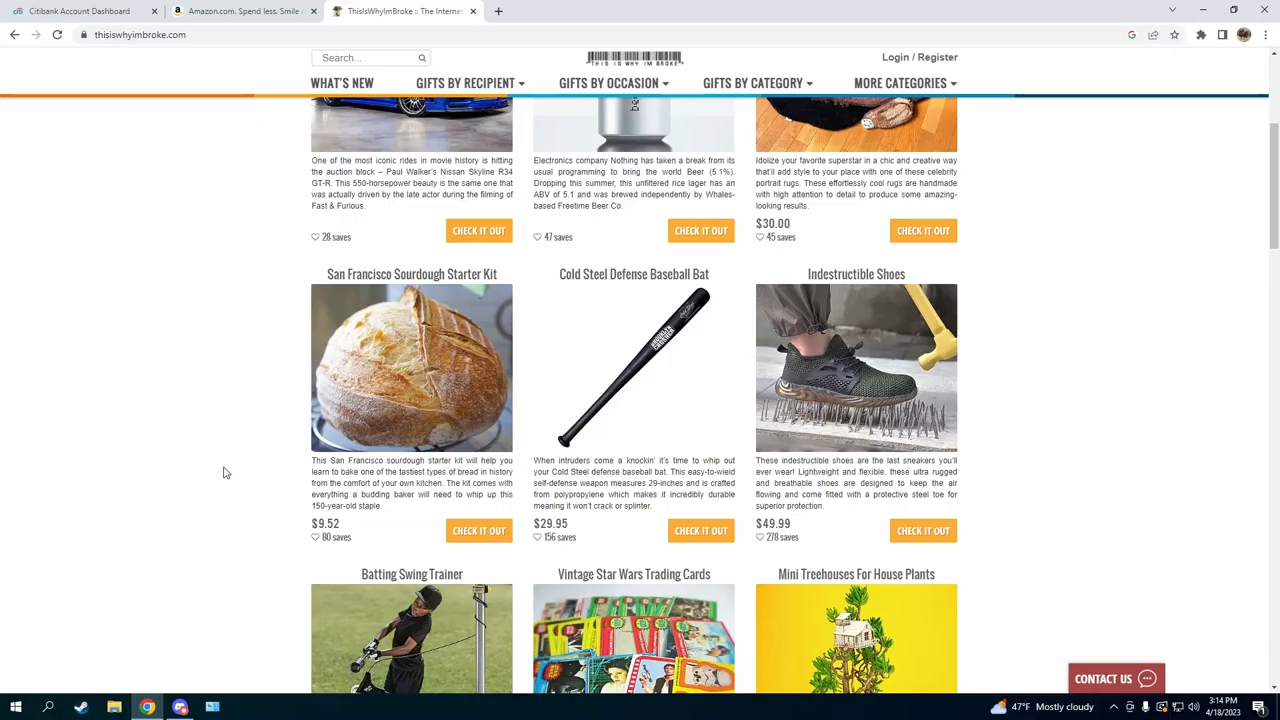 Citibank Account Dashboard
Amazon.com. Spend less. Smile
ThisIsWhyImBroke :: The Internet
thisiswhyimbroke.com
Search...
THIS IS WHY IM BROKE
Login / Register
WHAT'S NEW
GIFTS BY RECIPIENT
GIFTS BY OCCASION
GIFTS BY CATEGORY
MORE CATEGORIES
One of the most iconic rides in movie history is hitting
the auction block – Paul Walker's Nissan Skyline R34
GT-R. This 550-horsepower beauty is the same one that
was actually driven by the late actor during the filming of
Fast & Furious.
28 saves
CHECK IT OUT
Electronics company Nothing has taken a break from its
usual programming to bring the world Beer (5.1%).
Dropping this summer, this unfiltered rice lager has an
ABV of 5.1 and was brewed independently by Whales-
based Freetime Beer Co.
47 saves
CHECK IT OUT
Idolize your favorite superstar in a chic and creative way
that'll add style to your place with one of these celebrity
portrait rugs. These effortlessly cool rugs are handmade
with high attention to detail to produce some amazing-
looking results.
$30.00
45 saves
CHECK IT OUT
San Francisco Sourdough Starter Kit
This San Francisco sourdough starter kit will help you
learn to bake one of the tastiest types of bread in history
from the comfort of your own kitchen. The kit comes with
everything a budding baker will need to whip up this
150-year-old staple.
$9.52
80 saves
CHECK IT OUT
Cold Steel Defense Baseball Bat
BROOKLYN
CRUSHER
Cold Steel
When intruders come a knockin' it's time to whip out
your Cold Steel defense baseball bat. This easy-to-wield
self-defense weapon measures 29-inches and is crafted
from polypropylene which makes it incredibly durable
meaning it won't crack or splinter.
$29.95
156 saves
CHECK IT OUT
Indestructible Shoes
These indestructible shoes are the last sneakers you'll
ever wear! Lightweight and flexible, these ultra rugged
and breathable shoes are designed to keep the air
flowing and come fitted with a protective steel toe for
superior protection.
$49.99
278 saves
CHECK IT OUT
Batting Swing Trainer
Vintage Star Wars Trading Cards
Mini Treehouses For House Plants
CONTACT US
47°F Mostly cloudy
3:14 PM
4/18/2023